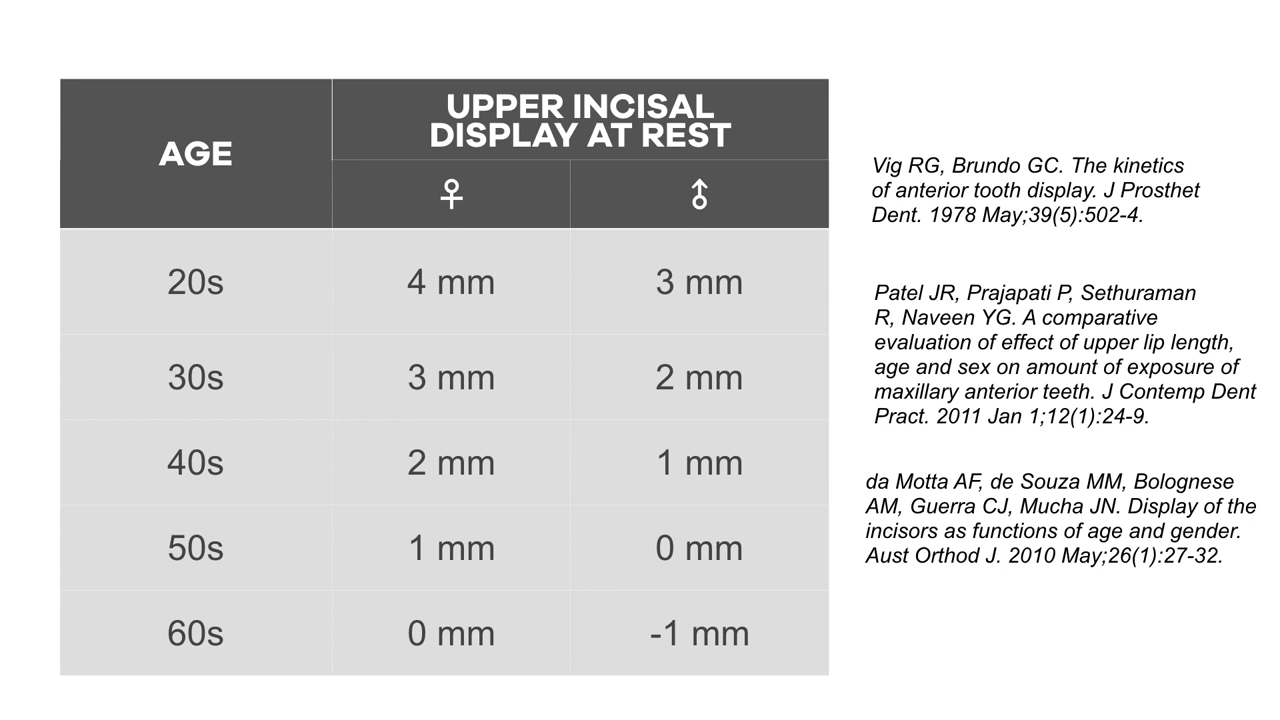 AGE
UPPER INCISAL
DISPLAY AT REST
♀ ♂
20s 4 mm 3 mm
30s 3 mm 2 mm
40s 2 mm 1 mm
50s 1 mm 0 mm
60s 0 mm -1 mm
Vig RG, Brundo GC. The kinetics
of anterior tooth display. J Prosthet
Dent. 1978 May;39(5):502-4.
Patel JR, Prajapati P, Sethuraman
R, Naveen YG. A comparative
evaluation of effect of upper lip length,
age and sex on amount of exposure of
maxillary anterior teeth. J Contemp Dent
Pract. 2011 Jan 1;12(1):24-9.
da Motta AF, de Souza MM, Bolognese
AM, Guerra CJ, Mucha JN. Display of the
incisors as functions of age and gender.
Aust Orthod J. 2010 May;26(1):27-32.